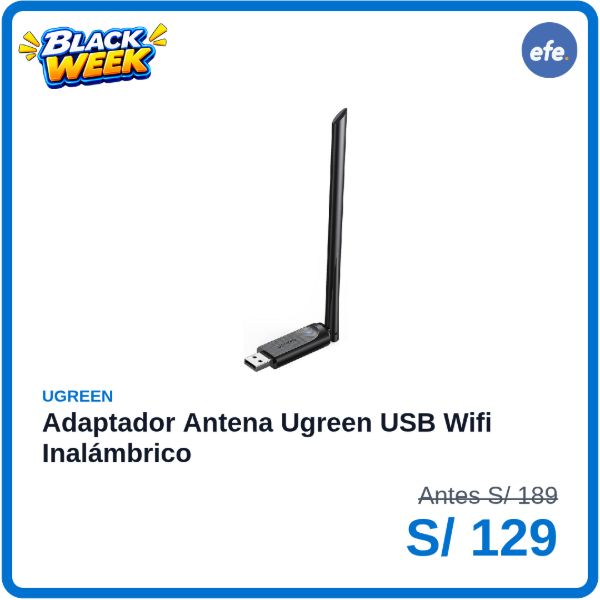 BLACK
WEEK
efe.
UGREEN
Adaptador Antena Ugreen USB Wifi
Inalámbrico
Antes S/ 189
S/ 129